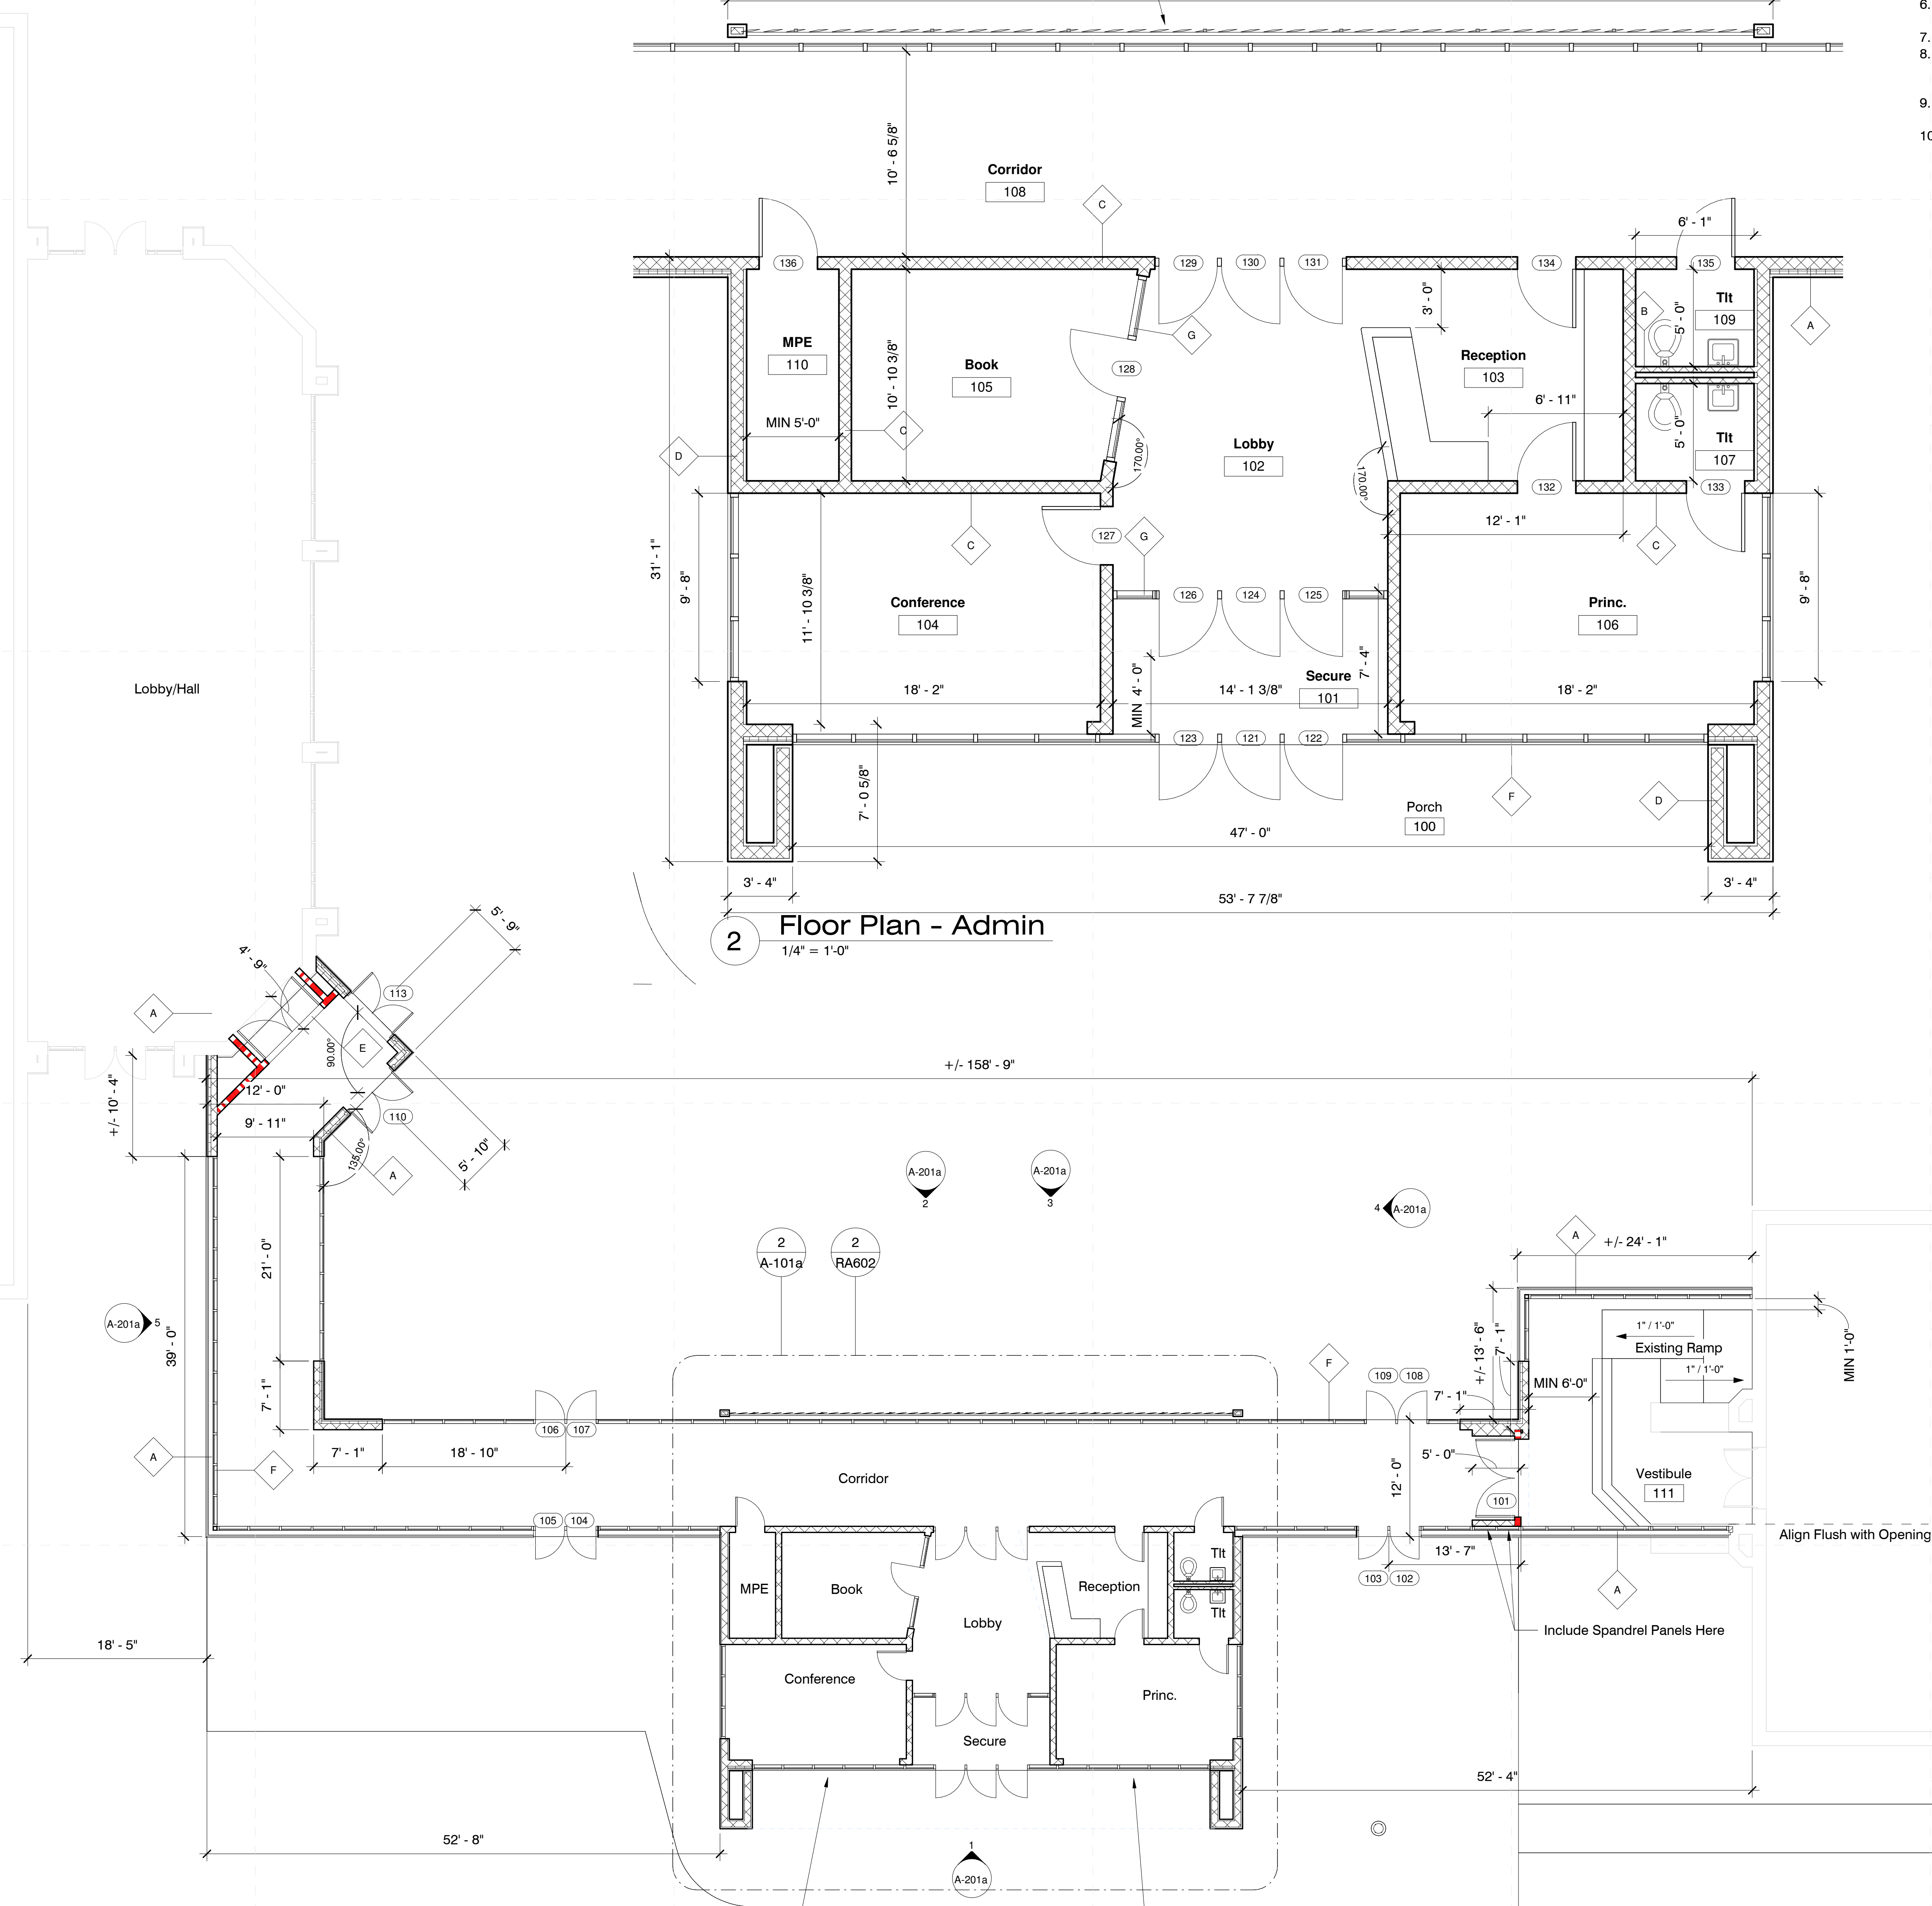 6.
7.
8.
9.
10
10' - 6 5/8"
Corridor
108
C
6' - 1"
136
129
130
131
134
135
3' - 0"
B
5' - 0"
Tlt
109
A
MPE
110
Book
105
10' - 10 3/8"
G
128
Reception
103
6' - 11"
MIN 5'-0"
C
D
170.00°
Lobby
102
170.00°
5' - 0"
Tlt
107
132
133
12' - 1"
C
C
127
G
31' - 1"
9' - 8"
11' - 10 3/8"
9' - 8"
Conference
104
126
124
125
Princ.
106
Lobby/Hall
18' - 2"
MIN 4' - 0"
14' - 1 3/8"
Secure
101
7' - 4"
18' - 2"
123
121
122
7' - 0 5/8"
F
D
Porch
100
47' - 0"
3' - 4"
53' - 7 7/8"
3' - 4"
2
Floor Plan - Admin
1/4" = 1'-0"
5' - 9"
4' - 9"
113
A
E
90.00°
+/- 158' - 9"
+/- 10' - 4"
12' - 0"
9' - 11"
110
135.00°
5' - 10"
A
A-201a
2
A-201a
3
4
A-201a
2
A-101a
2
RA602
A
+/- 24' - 1"
21' - 0"
39' - 0"
A-201a
5
7' - 1"
1" / 1'-0"
Existing Ramp
1" / 1'-0"
MIN 1'-0"
+/- 13' - 6"
7' - 1"
F
109
108
7' - 1"
MIN 6'-0"
106
107
7' - 1"
18' - 10"
A
F
Corridor
12' - 0"
5' - 0"
Vestibule
111
101
105
104
Align Flush with Opening
13' - 7"
103
102
A
MPE
Book
Reception
Tlt
Tlt
Lobby
Include Spandrel Panels Here
18' - 5"
Conference
Princ.
Secure
52' - 4"
52' - 8"
1
A-201a